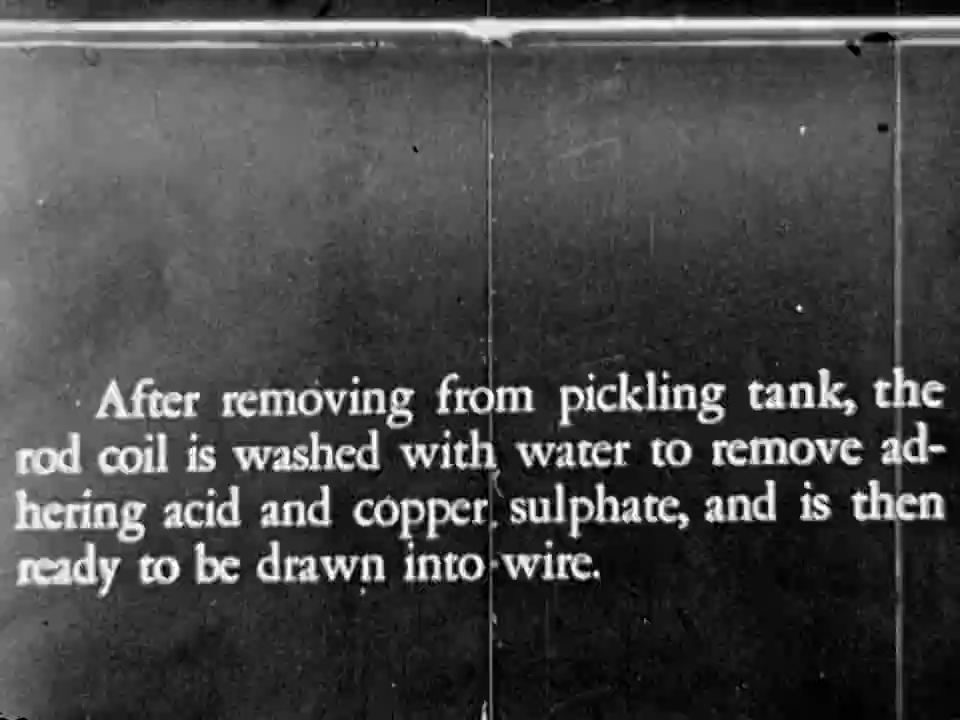 After removing from pickling tank, the
rod coil is washed with water to remove ad-
hering acid and copper sulphate, and is then
ready to be drawn into wire.